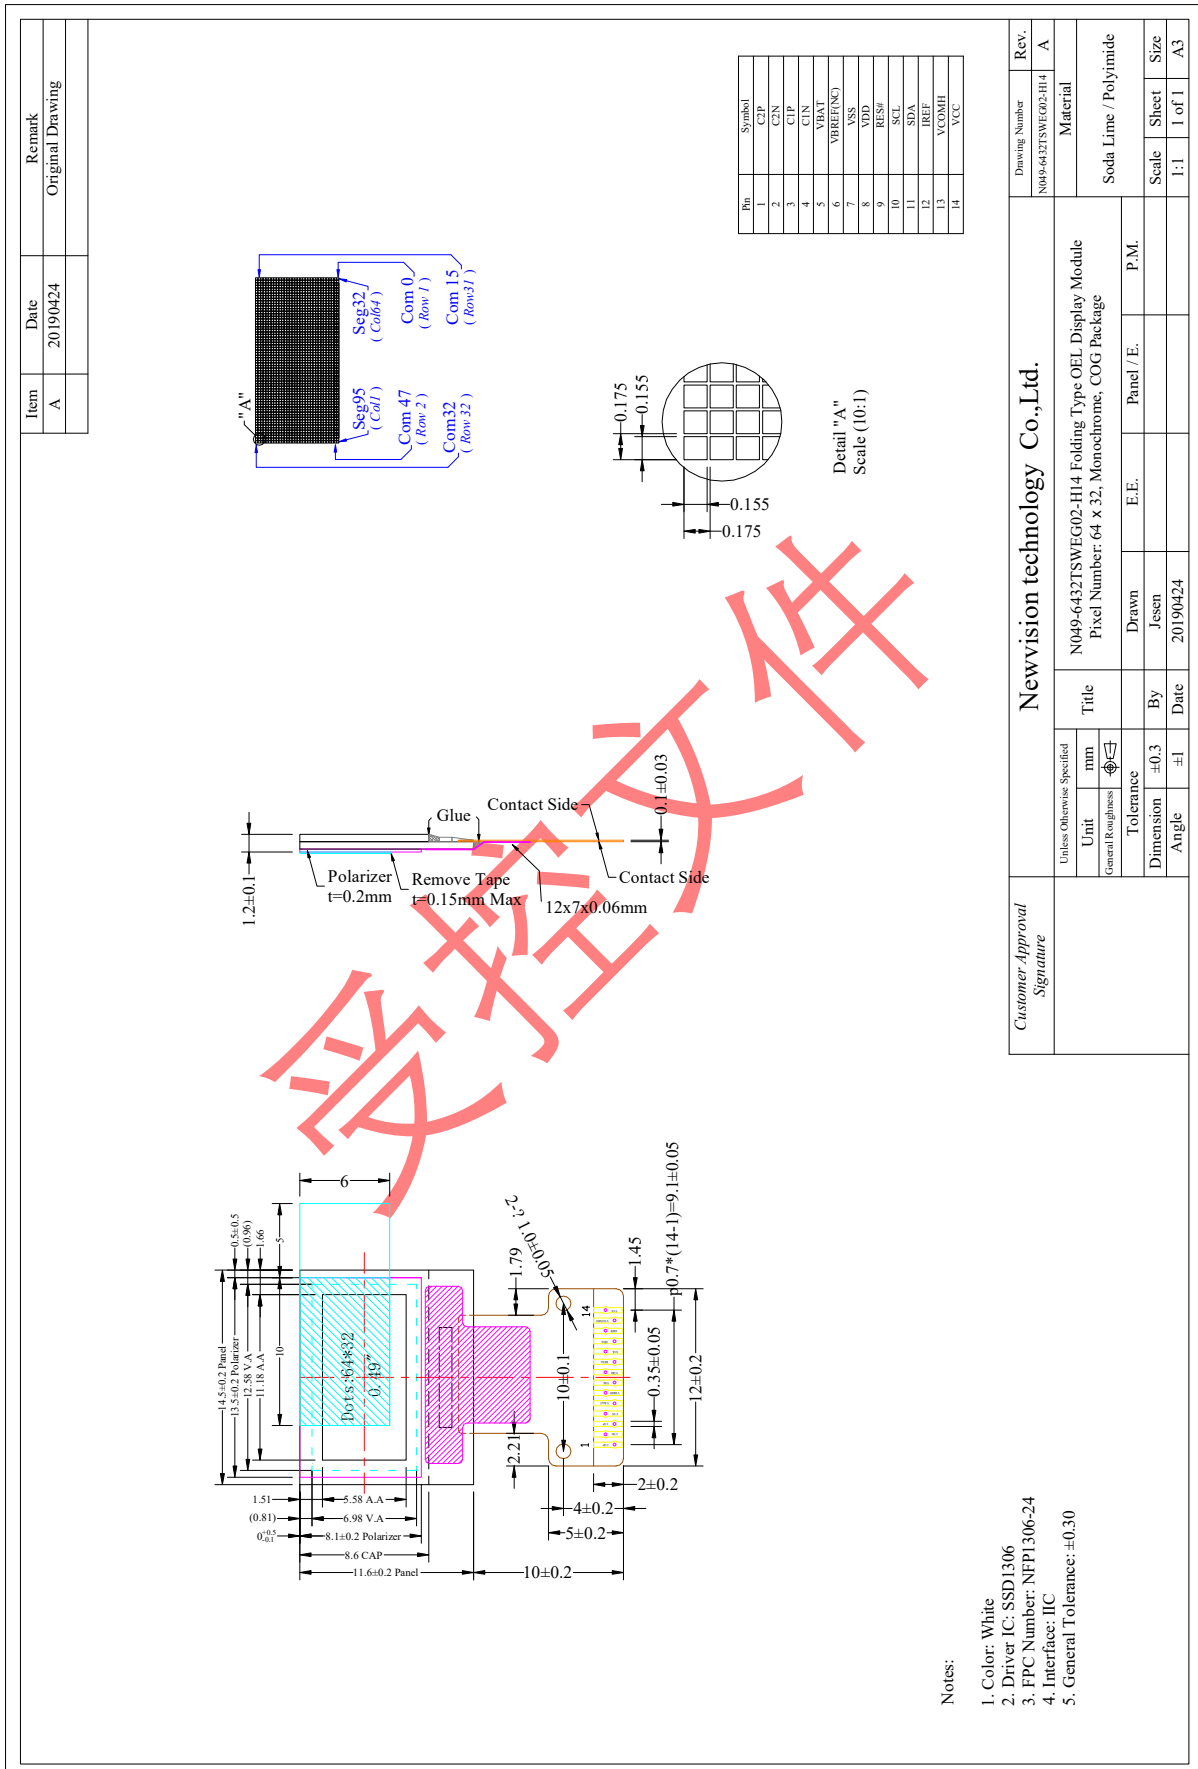 Item Date Remark
A 20190424 Original Drawing
14.5±0.2 Panel
13.5±0.2 Polarizer
12.58 V.A
11.18 A.A
10
0.5±0.5
(0.96)
1.66
5
6
Dots:64*32
0.49"
1.51
(0.81)
5.58 A.A
6.98 V.A
8.1±0.2 Polarizer
8.6 CAP
11.6±0.2 Panel
10±0.2
1.79
2.21
10±0.1
1
14
2±0.2
4±0.2
5±0.2
1.45
p0.7*(14-1)=9.1±0.05
0.35±0.05
12±0.2
1.2±0.1
Polarizer
t=0.2mm
Remove Tape
t=0.15mm Max
Glue
Contact Side
Contact Side
12x7x0.06mm
0.1±0.03
"A"
Seg95
( Col1 )
Seg32
( Col64 )
Com 47
( Row 2 )
Com 0
( Row 1 )
Com32
( Row 32 )
Com 15
( Row31 )
0.175
0.155
0.155
0.175
Detail "A"
Scale (10:1)
Pin Symbol
1 C2P
2 C2N
3 C1P
4 C1N
5 VBAT
6 VBREF(NC)
7 VSS
8 VDD
9 RES#
10 SCL
11 SDA
12 IREF
13 VCOMH
14 VCC
受控文件
Notes:
1. Color: White
2. Driver IC: SSD1306
3. FPC Number: NFP1306-24
4. Interface: IIC
5. General Tolerance: ±0.30
Customer Approval
Signature
Newvision technology Co.,Ltd.
Drawing Number Rev.
N049-6432TSWEG02-H14 A
Unless Otherwise Specified
Unit mm
General Roughness
Tolerance
Dimension ±0.3
Angle ±1
Title
N049-6432TSWEG02-H14 Folding Type OEL Display Module
Pixel Number: 64 x 32, Monochrome, COG Package
Material
Soda Lime / Polyimide
Drawn E.E. Panel / E. P.M.
By Jesen
Date 20190424
Scale Sheet Size
1:1 1 of 1 A3